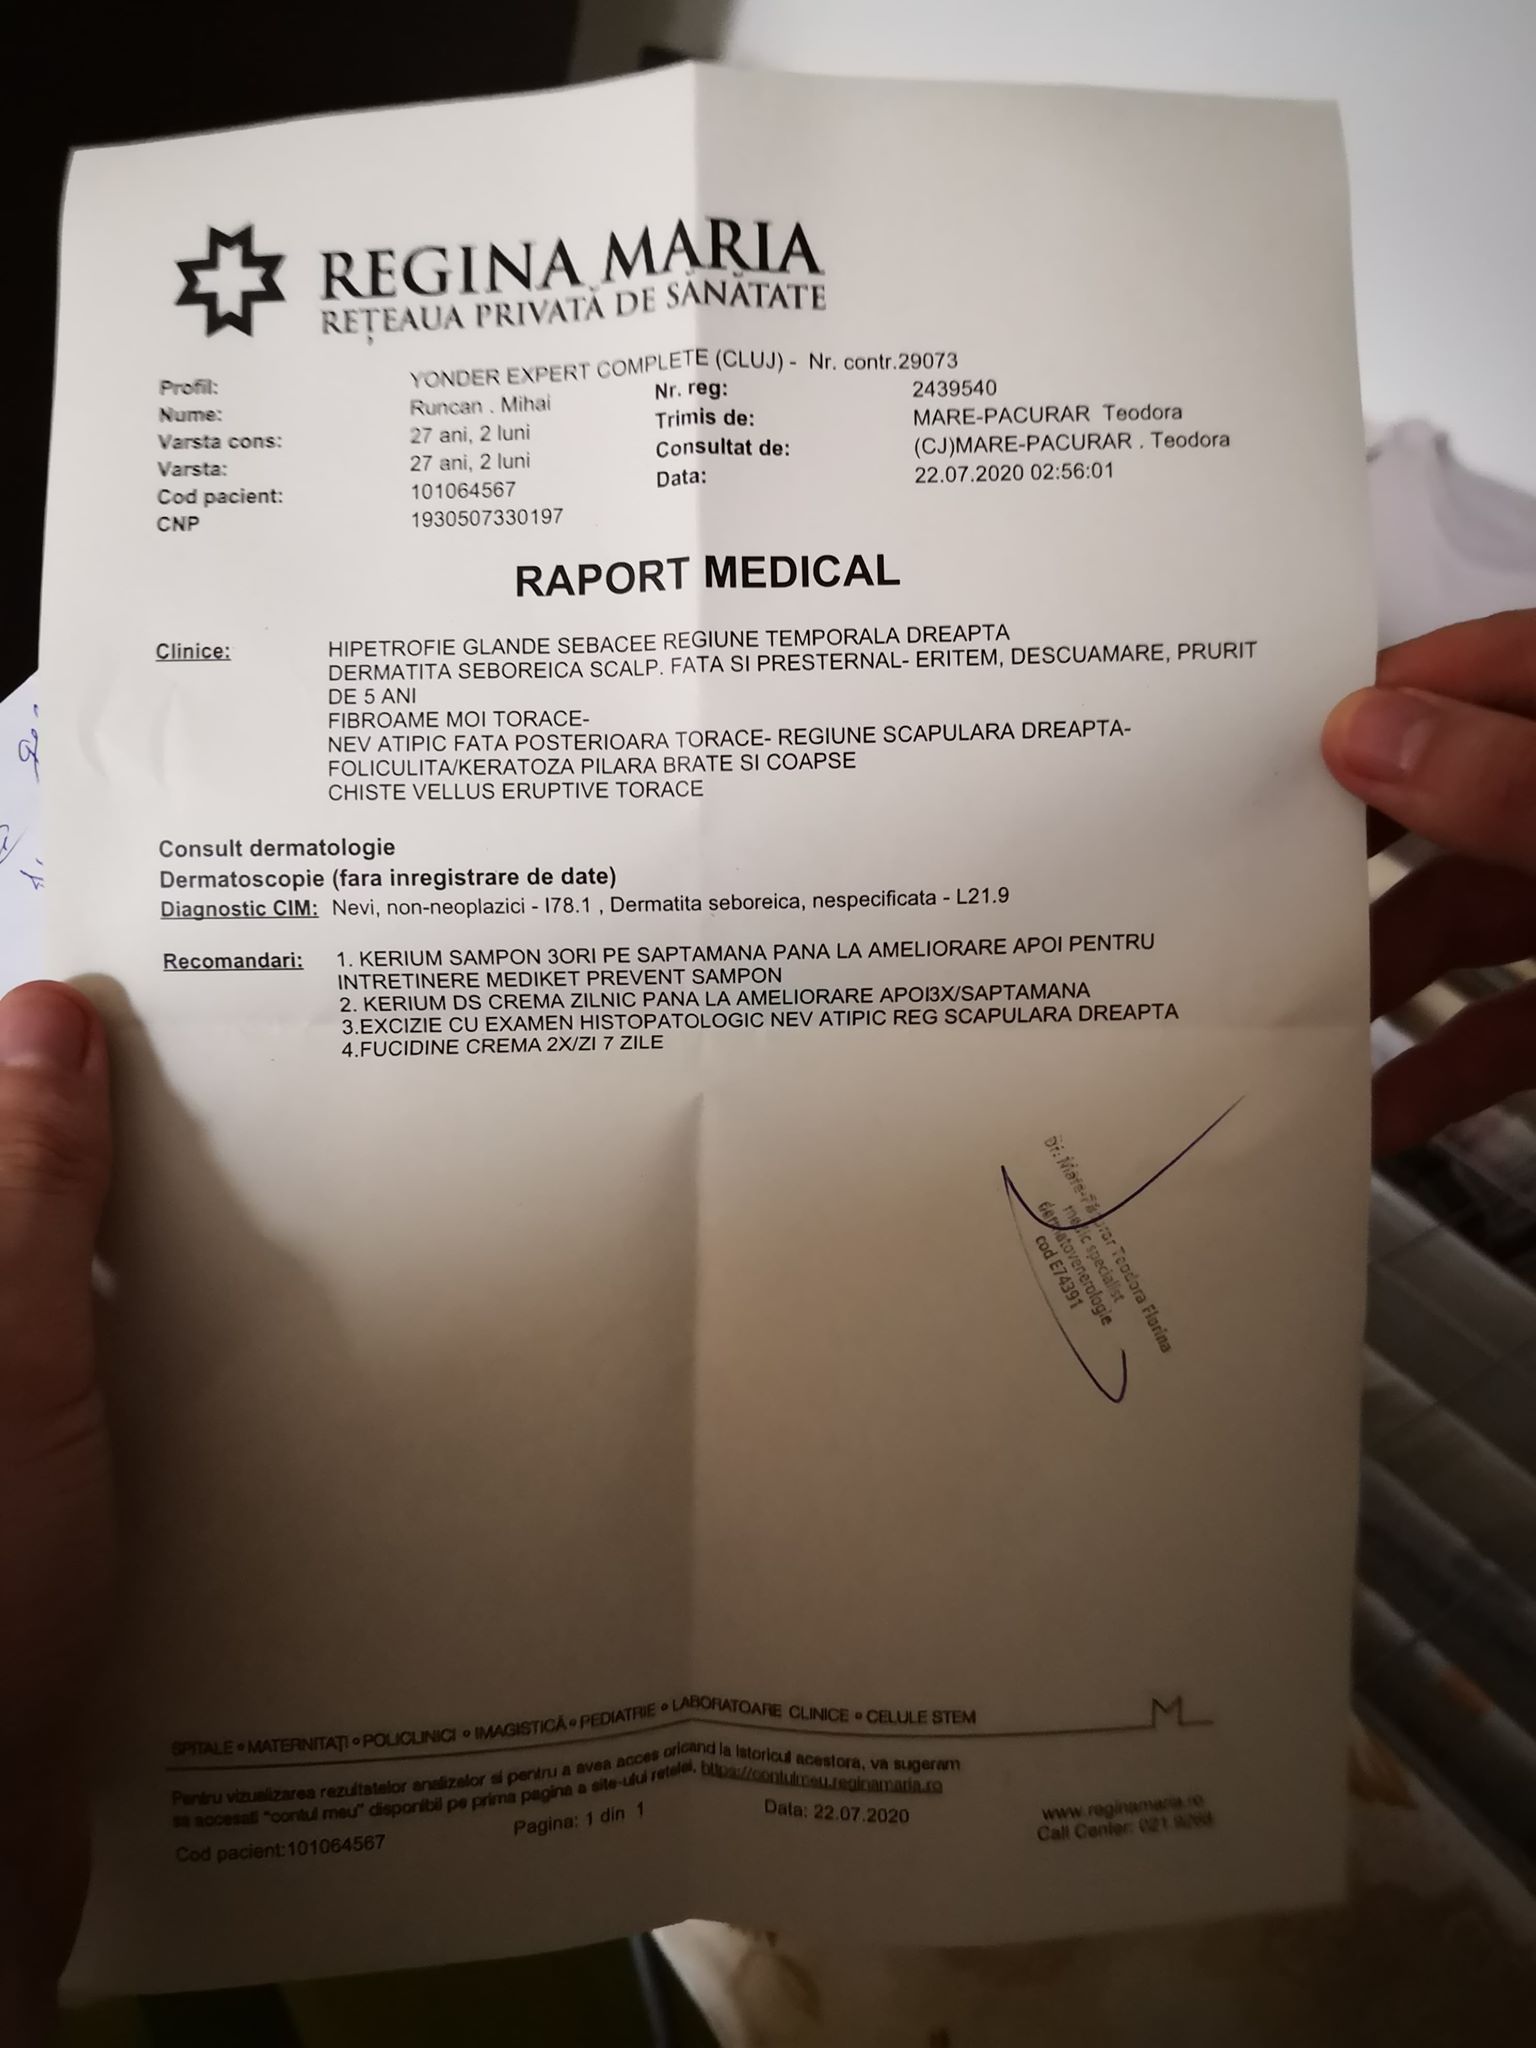 REGINA MARIA
REȚEAUA PRIVATĂ DE SĂNĂTATE
Profil: YONDER EXPERT COMPLETE (CLUJ) - Nr. contr.29073
Nume: Runcan . Mihai Nr. reg: 2439540
Varsta cons: 27 ani, 2 luni Trimis de: MARE-PACURAR Teodora
Varsta: 27 ani, 2 luni Consultat de: (CJ)MARE-PACURAR . Teodora
Cod pacient: 101064567 Data: 22.07.2020 02:56:01
CNP 1930507330197
RAPORT MEDICAL
Clinice: HIPETROFIE GLANDE SEBACEE REGIUNE TEMPORALA DREAPTA
DERMATITA SEBOREICA SCALP. FATA SI PRESTERNAL- ERITEM, DESCUAMARE, PRURIT
DE 5 ANI
FIBROAME MOI TORACE-
NEV ATIPIC FATA POSTERIOARA TORACE- REGIUNE SCAPULARA DREAPTA-
FOLICULITA/KERATOZA PILARA BRATE SI COAPSE
CHISTE VELLUS ERUPTIVE TORACE
Consult dermatologie
Dermatoscopie (fara inregistrare de date)
Diagnostic CIM: Nevi, non-neoplazici - I78.1 , Dermatita seboreica, nespecificata - L21.9
Recomandari: 1. KERIUM SAMPON 3ORI PE SAPTAMANA PANA LA AMELIORARE APOI PENTRU
INTRETINERE MEDIKET PREVENT SAMPON
2. KERIUM DS CREMA ZILNIC PANA LA AMELIORARE APOI3X/SAPTAMANA
3.EXCIZIE CU EXAMEN HISTOPATOLOGIC NEV ATIPIC REG SCAPULARA DREAPTA
4.FUCIDINE CREMA 2X/ZI 7 ZILE
Dr. Mare-Păcurar Teodora Florina
medic specialist
dermatovenerologie
cod E74391
SPITALE • MATERNITAȚI • POLICLINICI • IMAGISTICĂ • PEDIATRIE • LABORATOARE CLINICE • CELULE STEM
Pentru vizualizarea rezultatelor analizelor si pentru a avea acces oricand la istoricul acestora, va sugeram
sa accesati "contul meu" disponibil pe prima pagina a site-ului retelei, https://contulmeu.reginamaria.ro
Cod pacient:101064567 Pagina: 1 din 1 Data: 22.07.2020
www.reginamaria.ro
Call Center: 021.9268